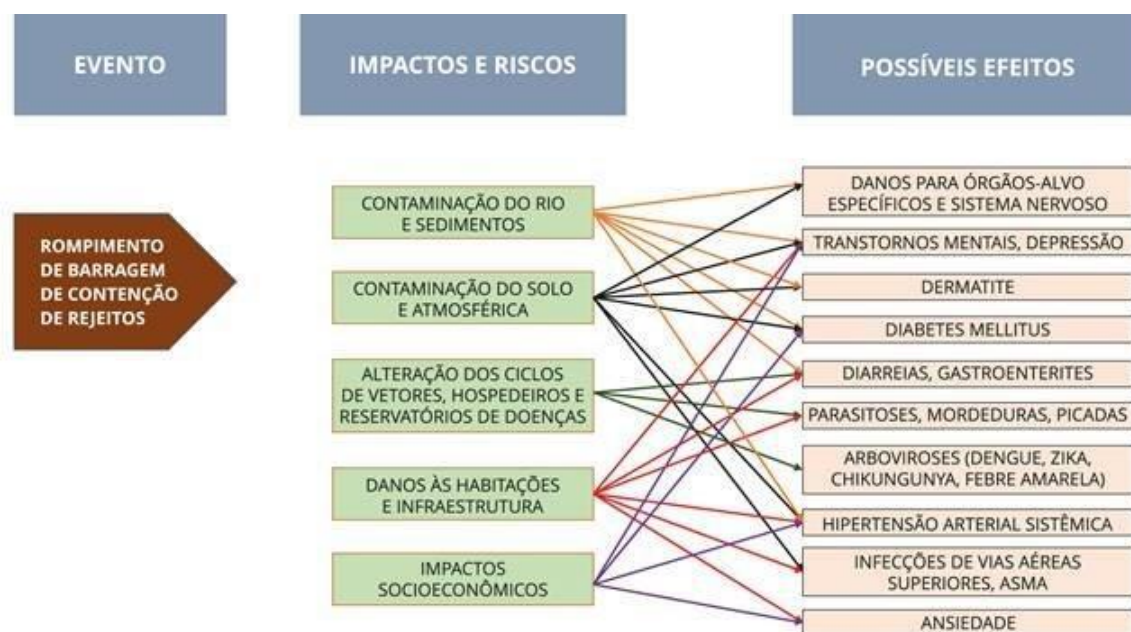 EVENTO
IMPACTOS E RISCOS
POSSÍVEIS EFEITOS
ROMPIMENTO
DE BARRAGEM
DE CONTENÇÃO
DE REJEITOS
CONTAMINAÇÃO DO RIO
E SEDIMENTOS
CONTAMINAÇÃO DO SOLO
E ATMOSFÉRICA
ALTERAÇÃO DOS CICLOS
DE VETORES, HOSPEDEIROS E
RESERVATÓRIOS DE DOENÇAS
DANOS ÀS HABITAÇÕES
E INFRAESTRUTURA
IMPACTOS
SOCIOECONÔMICOS
DANOS PARA ÓRGÃOS-ALVO
ESPECÍFICOS E SISTEMA NERVOSO
TRANSTORNOS MENTAIS, DEPRESSÃO
DERMATITE
DIABETES MELLITUS
DIARREIAS, GASTROENTERITES
PARASITOSES, MORDEDURAS, PICADAS
ARBOVIROSES (DENGUE, ZIKA,
CHIKUNGUNYA, FEBRE AMARELA)
HIPERTENSÃO ARTERIAL SISTÊMICA
INFECÇÕES DE VIAS AÉREAS
SUPERIORES, ASMA
ANSIEDADE